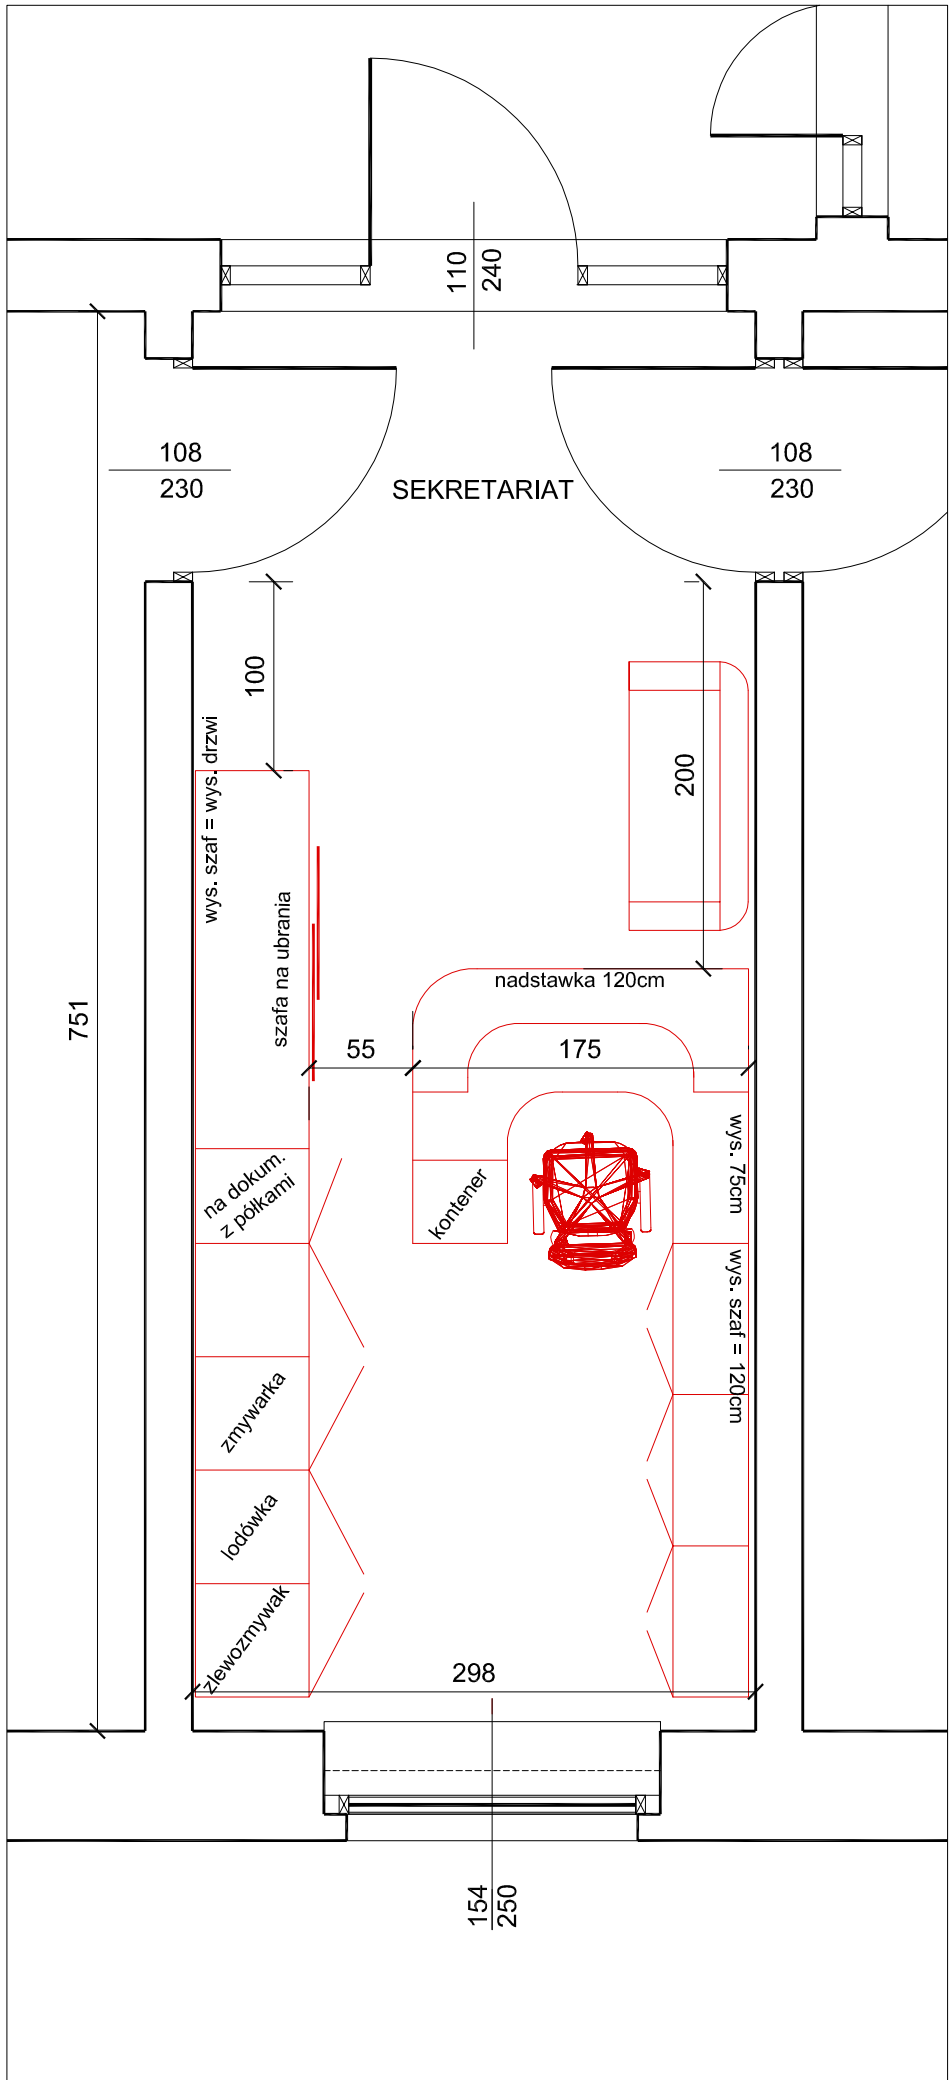 110
240
108
230
SEKRETARIAT
108
230
100
wys. szaf = wys. drzwi
200
szafa na ubrania
nadstawka 120cm
751
55
175
wys. 75cm
na dokum.
z półkami
kontener
wys. szaf = 120cm
zmywarka
lodówka
zlewozmywak
298
154
250